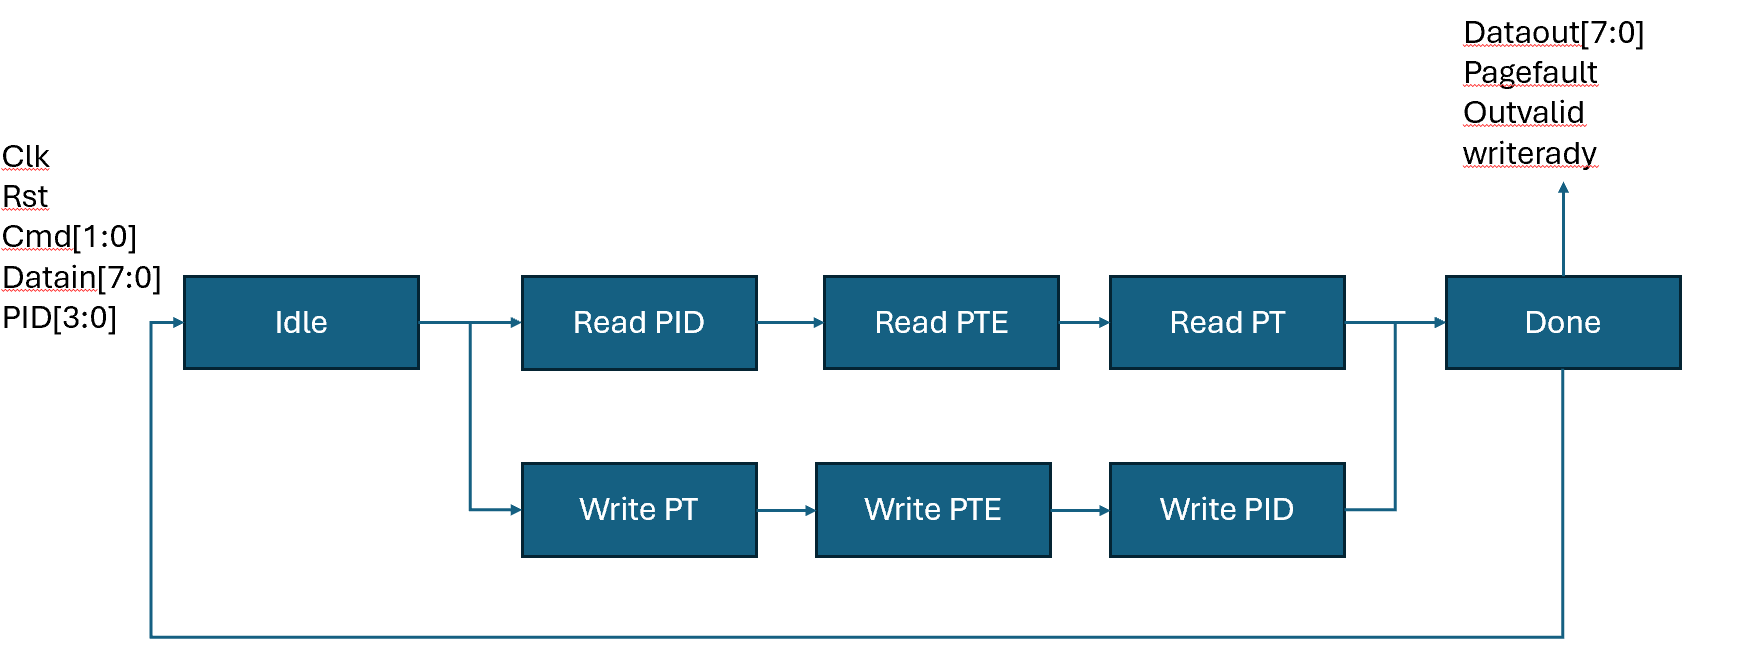 Dataout[7:0]
Pagefault
Outvalid
writerady
Clk
Rst
Cmd[1:0]
Datain[7:0]
PID[3:0]
Idle
Read PID
Read PTE
Read PT
Done
Write PT
Write PTE
Write PID